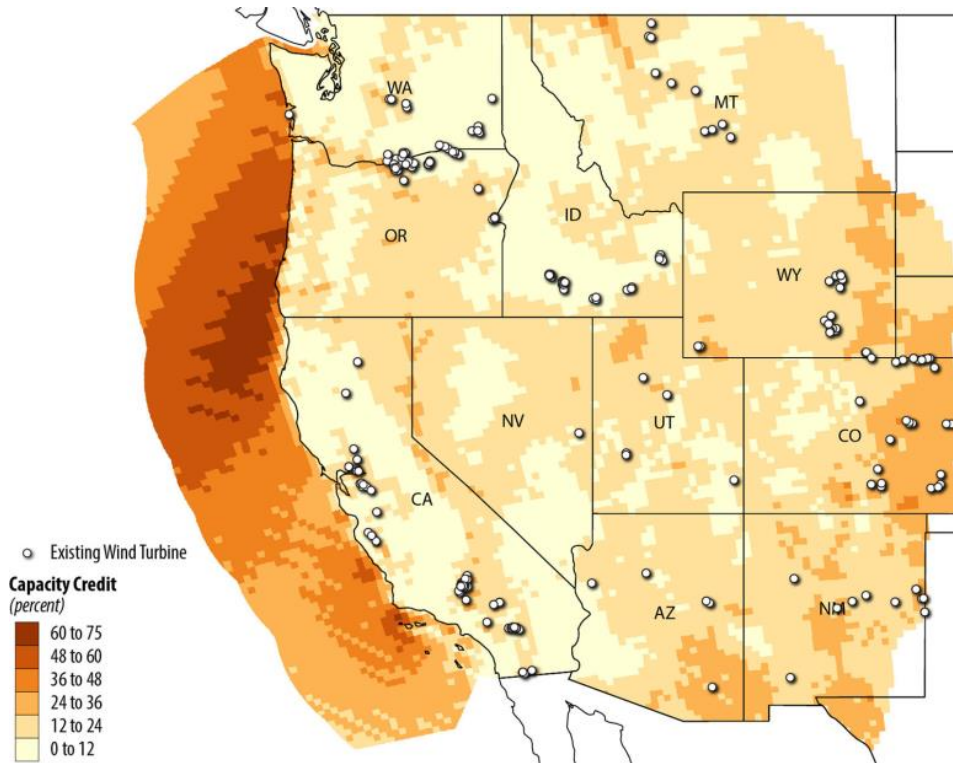 WA
MT
OR
ID
WY
NV
UT
CO
CA
AZ
NM
Existing Wind Turbine
Capacity Credit
(percent)
60 to 75
48 to 60
36 to 48
24 to 36
12 to 24
0 to 12